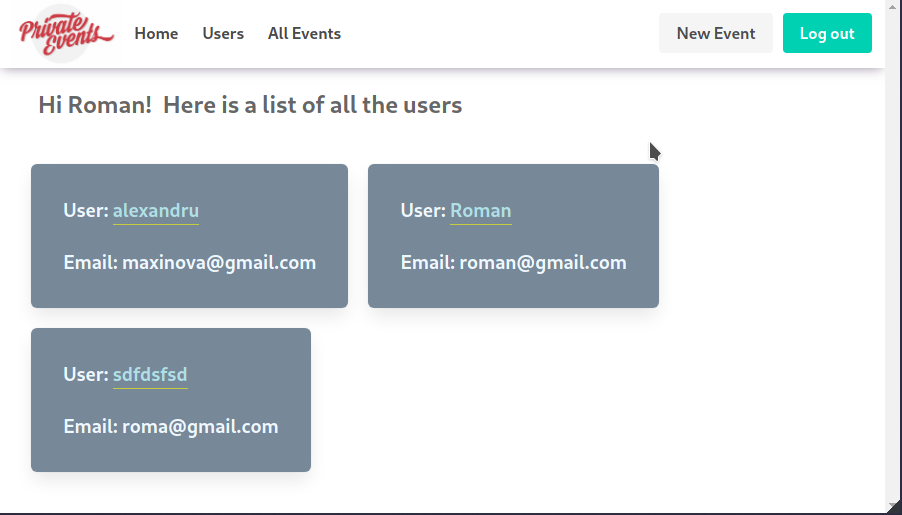 Private Events
Home Users All Events New Event Log out
Hi Roman! Here is a list of all the users
User: alexandru
Email: maxinova@gmail.com
User: Roman
Email: roman@gmail.com
User: sdfdsfsd
Email: roma@gmail.com